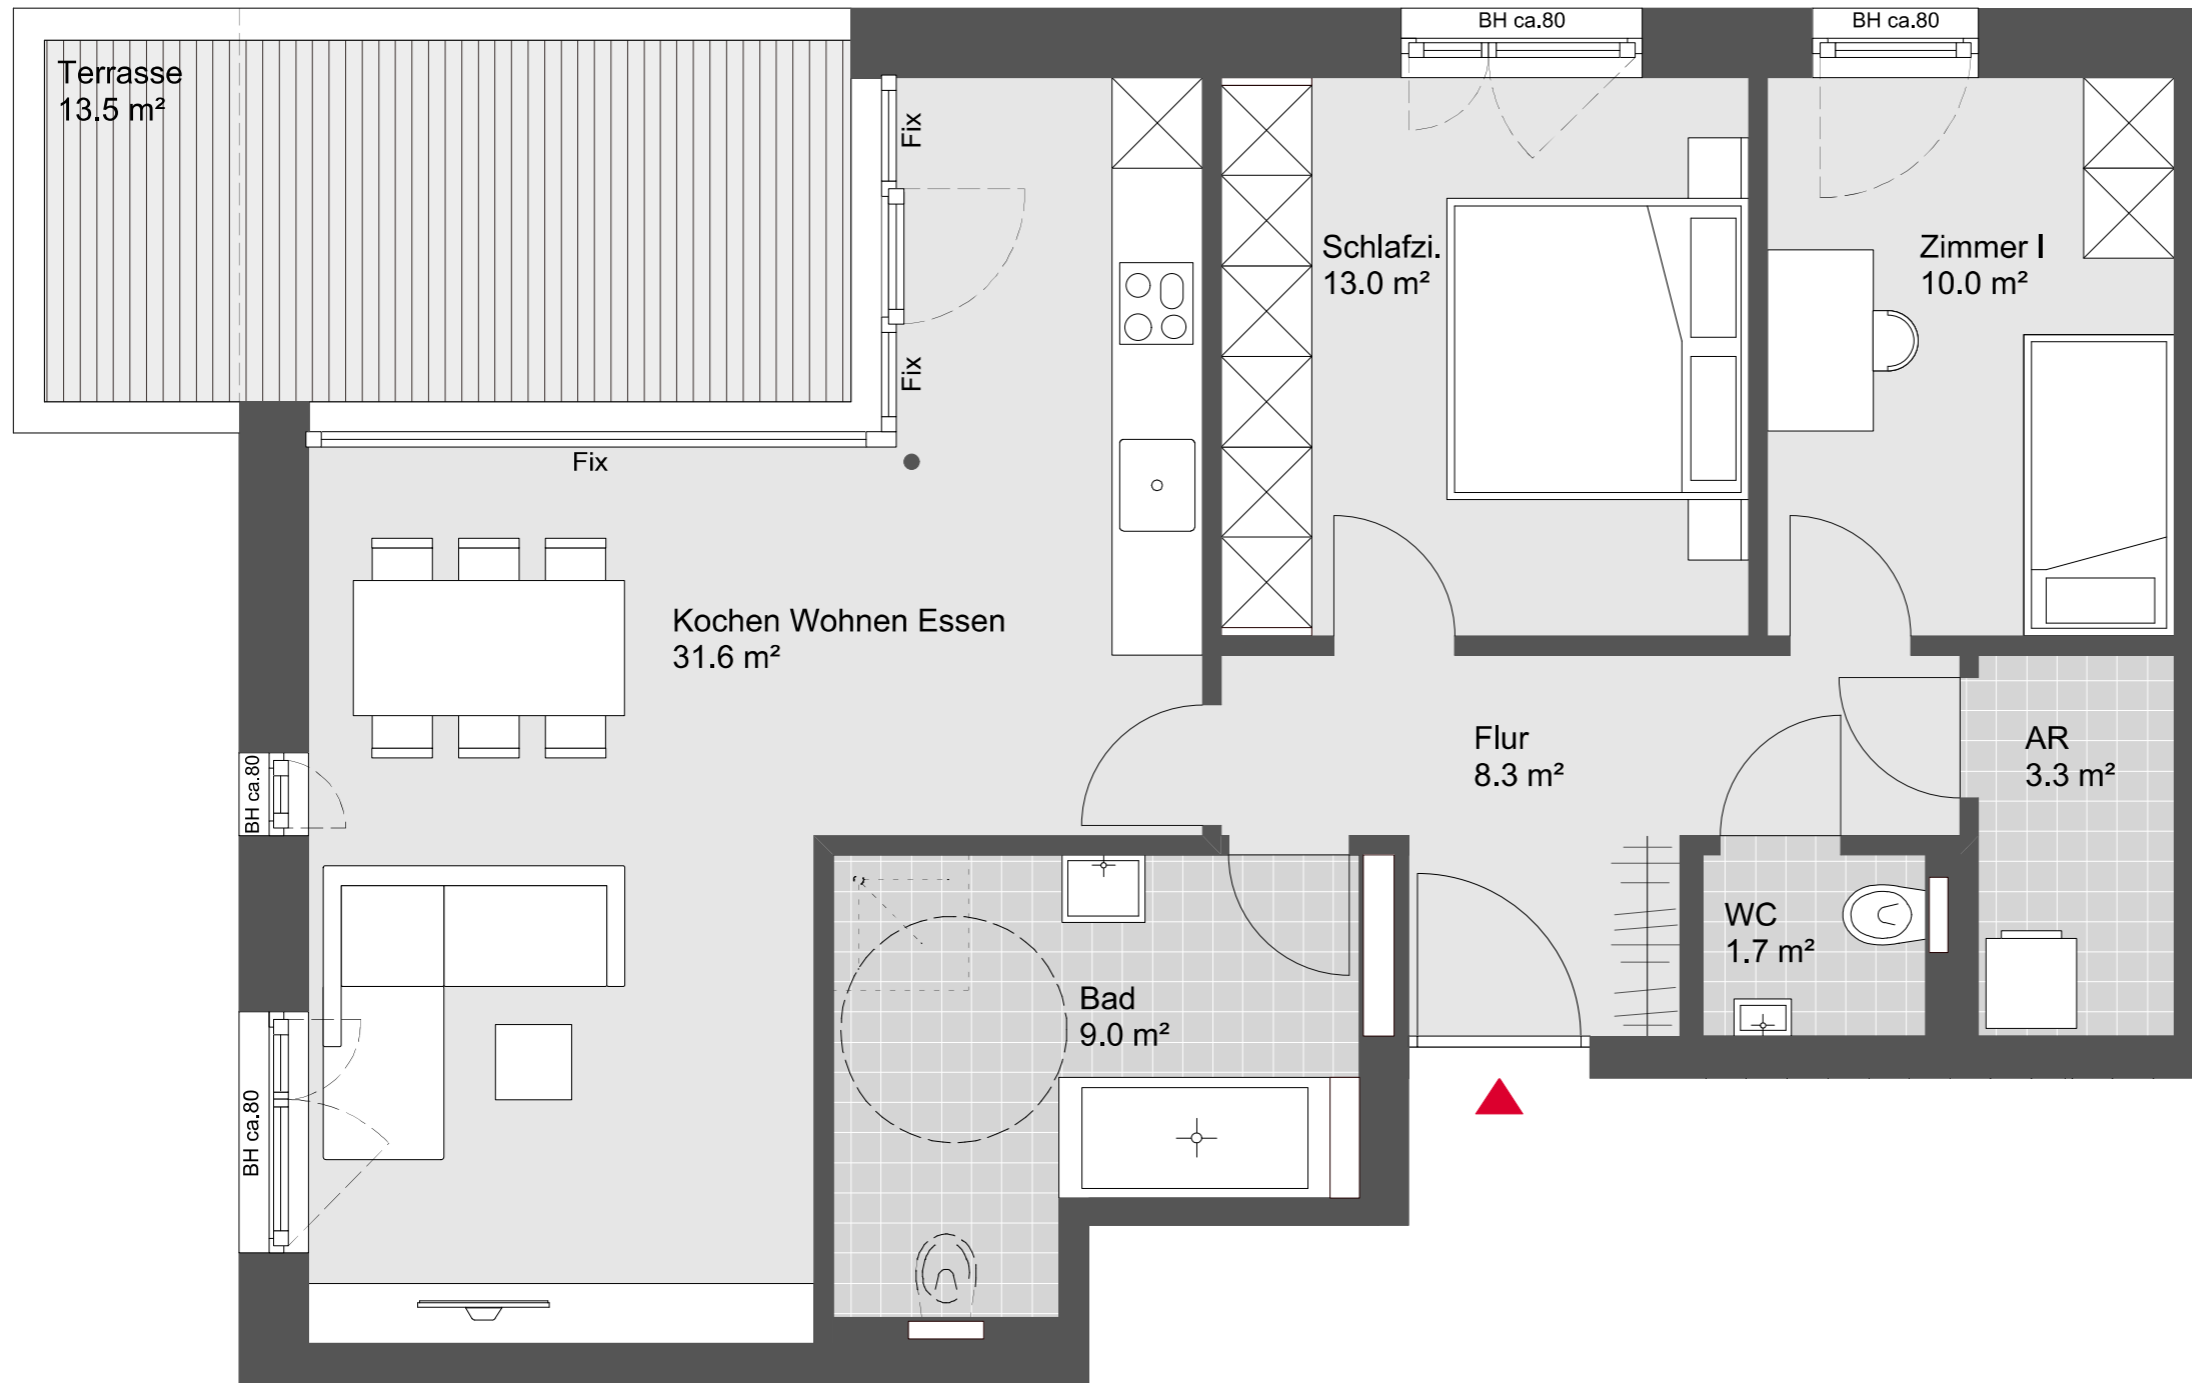 BH ca.80
BH ca.80
Terrasse
13.5 m²
Fix
Schlafzi.
13.0 m²
Zimmer I
10.0 m²
Fix
Fix
Kochen Wohnen Essen
31.6 m²
Flur
8.3 m²
AR
3.3 m²
BH ca.80
WC
1.7 m²
Bad
9.0 m²
BH ca.80